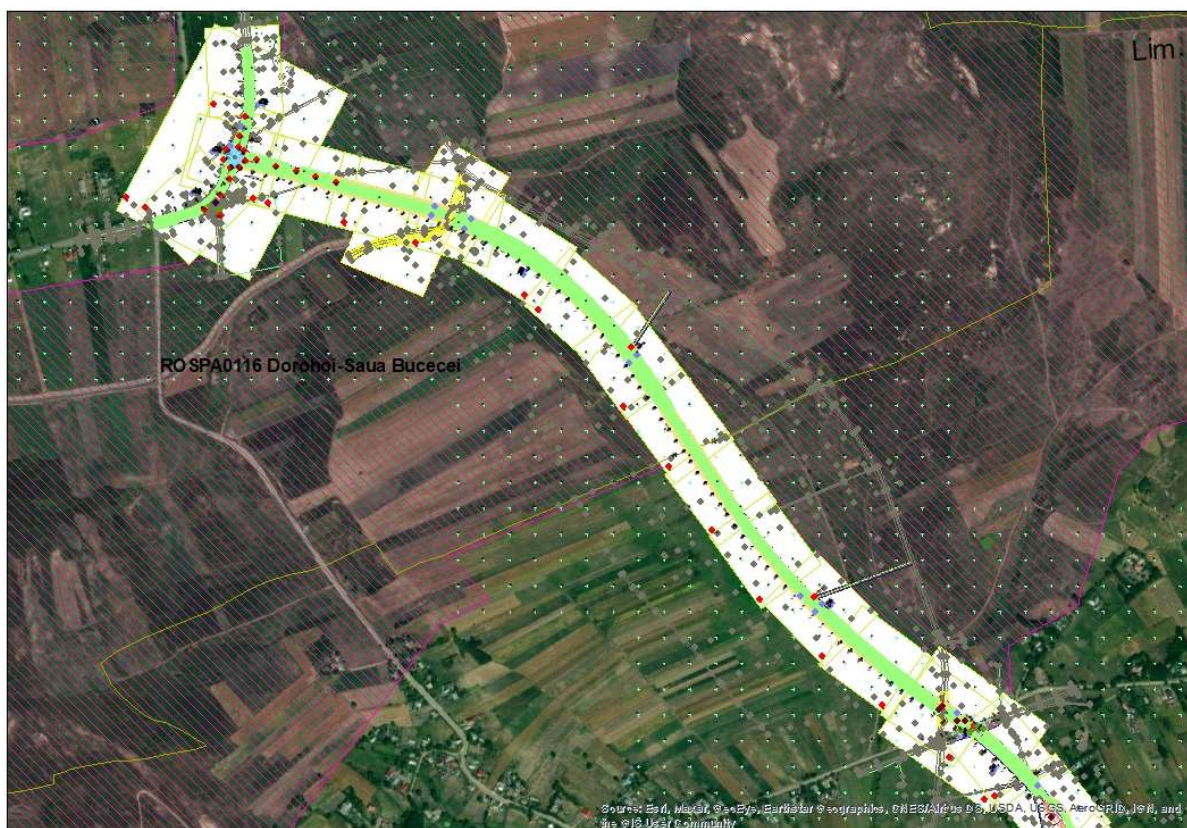 Lim
ROSPA0116 Dorohoi-Saua Bucecei
Source: Esri, Maxar, GeoEye, Earthstar Geographics, CNES/Airbus DS, USDA, USGS, AeroGRID, IGN, and
the GIS User Community